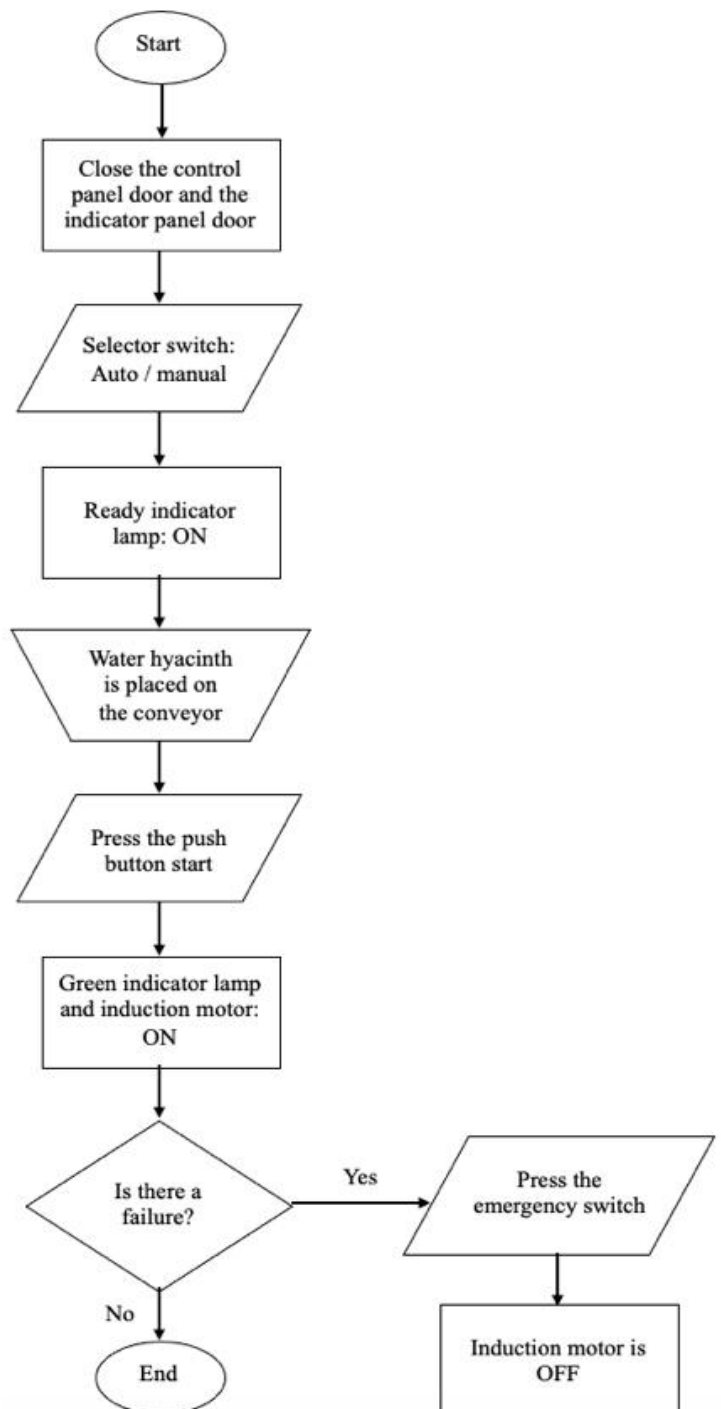 Start
Close the control
panel door and the
indicator panel door
Selector switch:
Auto / manual
Ready indicator
lamp: ON
Water hyacinth
is placed on
the conveyor
Press the push
button start
Green indicator lamp
and induction motor:
ON
Is there a
failure?
Yes
Press the
emergency switch
No
End
Induction motor is
OFF